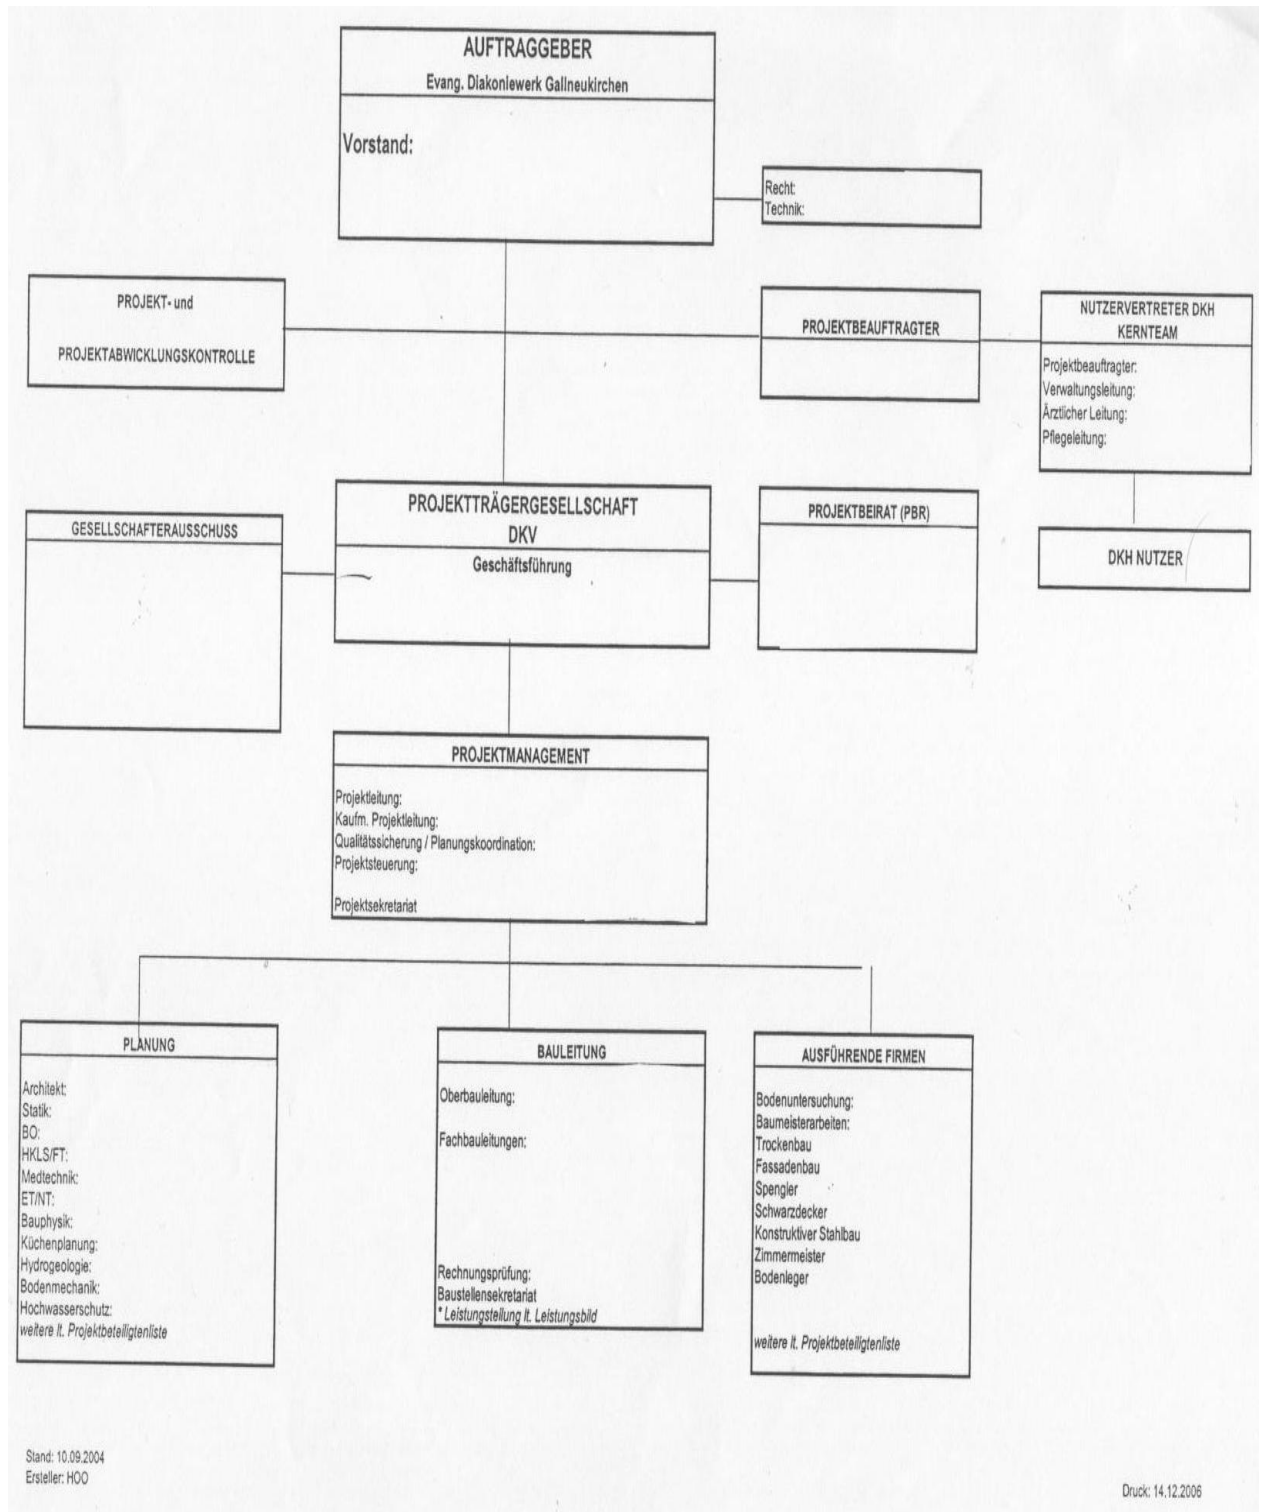 AUFTRAGGEBER
Evang. Diakoniewerk Gallneukirchen
Vorstand:
Recht:
Technik:
PROJEKT- und
PROJEKTABWICKLUNGSKONTROLLE
PROJEKTBEAUFTRAGTER
NUTZERVERTRETER DKH
KERNTEAM
Projektbeauftragter:
Verwaltungsleitung:
Ärztlicher Leitung:
Pflegeleitung:
GESELLSCHAFTERAUSSCHUSS
PROJEKTTRÄGERGESELLSCHAFT
DKV
Geschäftsführung
PROJEKTBEIRAT (PBR)
DKH NUTZER
PROJEKTMANAGEMENT
Projektleitung:
Kaufm. Projektleitung:
Qualitätssicherung / Planungskoordination:
Projektsteuerung:
Projektsekretariat
PLANUNG
Architekt:
Statik:
BO:
HKLS/FT:
Medtechnik:
ET/NT:
Bauphysik:
Küchenplanung:
Hydrogeologie:
Bodenmechanik:
Hochwasserschutz:
weitere lt. Projektbeteiligtenliste
BAULEITUNG
Oberbauleitung:
Fachbauleitungen:
Rechnungsprüfung:
Baustellensekretariat
* Leistungsteilung lt. Leistungsbild
AUSFÜHRENDE FIRMEN
Bodenuntersuchung:
Baumeisterarbeiten:
Trockenbau
Fassadenbau
Spengler
Schwarzdecker
Konstruktiver Stahlbau
Zimmermeister
Bodenleger
weitere lt. Projektbeteiligtenliste
Stand: 10.09.2004
Ersteller: HOO
Druck: 14.12.2006